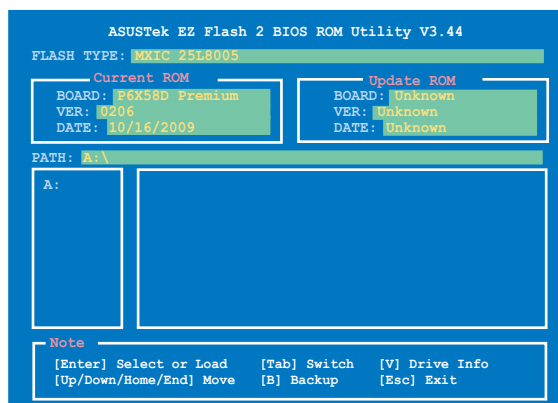 ASUSTek EZ Flash 2 BIOS ROM Utility V3.44
FLASH TYPE: MXIC 25L8005
Current ROM
BOARD: P6X58D Premium
VER: 0206
DATE: 10/16/2009
Update ROM
BOARD: Unknown
VER: Unknown
DATE: Unknown
PATH: A:\
A:
Note
[Enter] Select or Load [Tab] Switch [V] Drive Info
[Up/Down/Home/End] Move [B] Backup [Esc] Exit